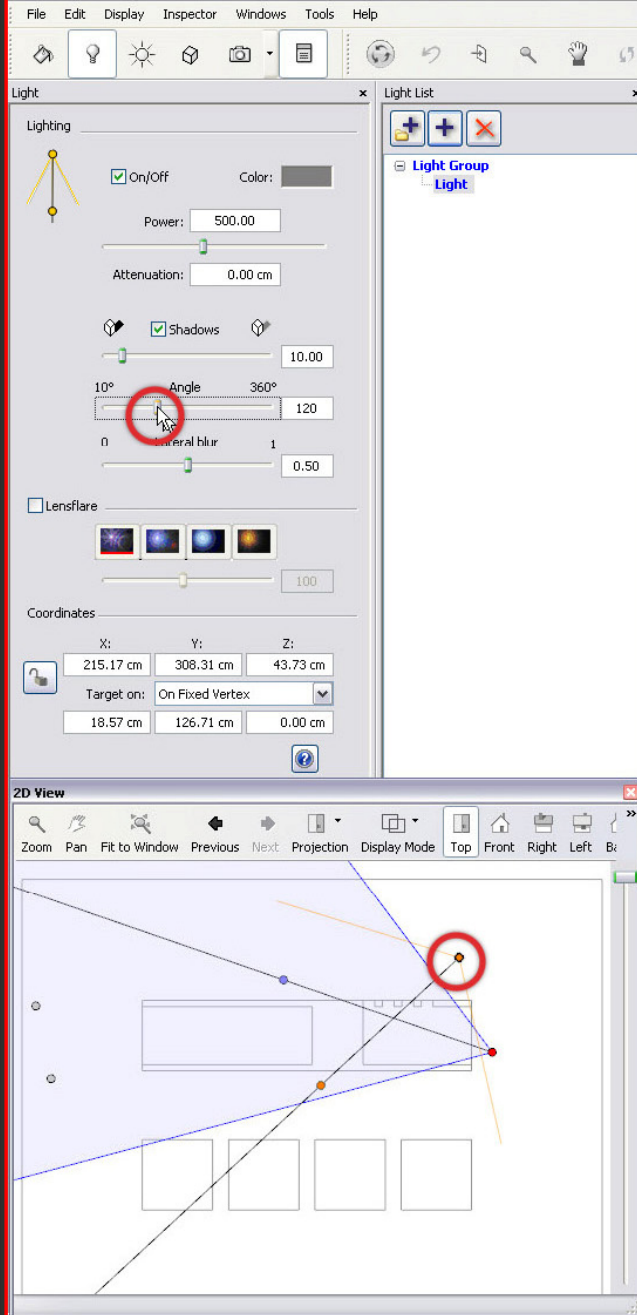 File Edit Display Inspector Windows Tools Help
Light
Light List
Lighting
Light Group
Light
On/Off Color:
Power: 500.00
Attenuation: 0.00 cm
Shadows
10.00
10° Angle 360°
120
0 blur 1
0.50
Lensflare
100
Coordinates
X: Y: Z:
215.17 cm 308.31 cm 43.73 cm
Target on: On Fixed Vertex
18.57 cm 126.71 cm 0.00 cm
2D View
Zoom Pan Fit to Window Previous Next Projection Display Mode Top Front Right Left